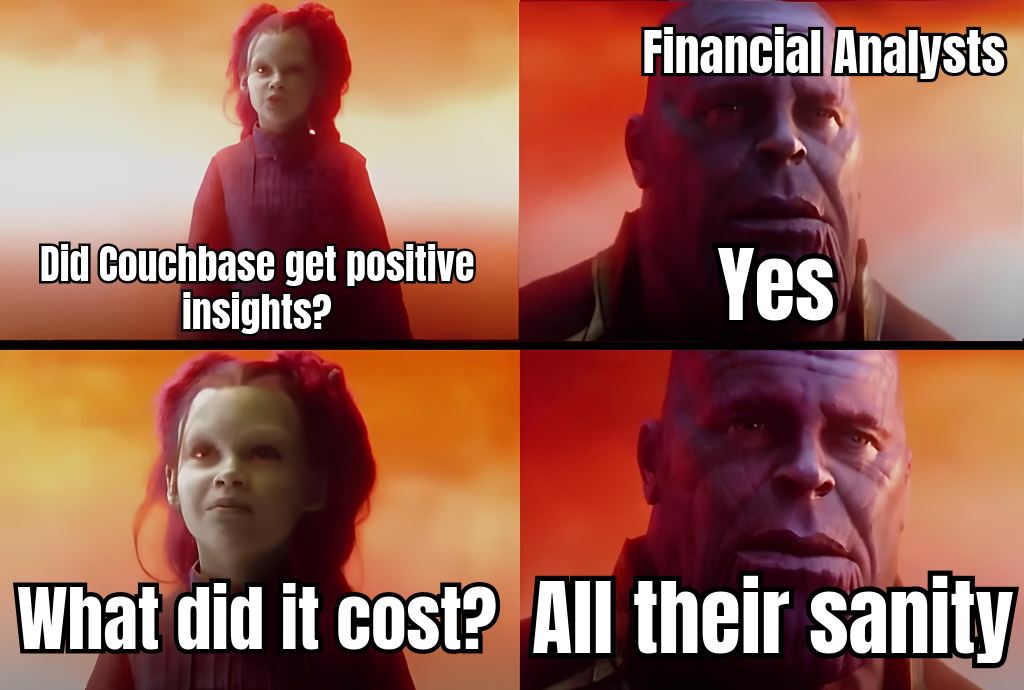 Did Couchbase get positive
insights?
Financial Analysts
Yes
What did it cost?
All their sanity